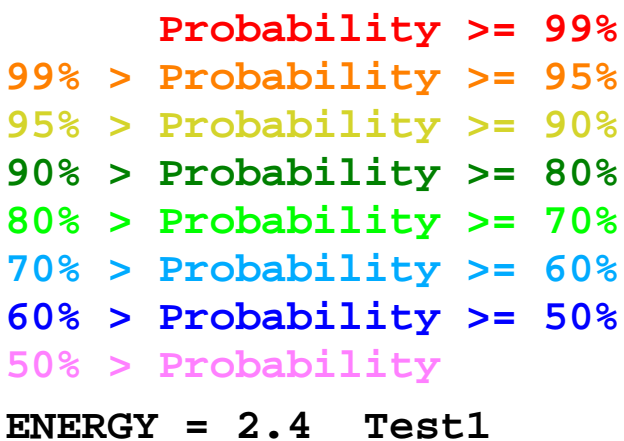 Probability >= 99%
99% > Probability >= 95%
95% > Probability >= 90%
90% > Probability >= 80%
80% > Probability >= 70%
70% > Probability >= 60%
60% > Probability >= 50%
50% > Probability
ENERGY = 2.4  Test1